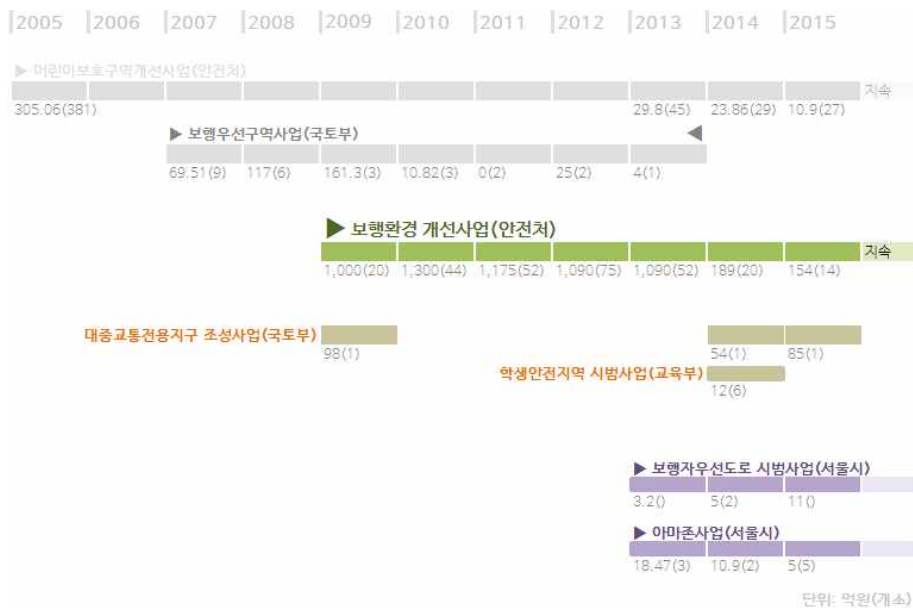 2005 2006 2007 2008 2009 2010 2011 2012 2013 2014 2015
▶ 어린이보호구역개선사업(안전처)
지속
305.06(381) 29.8(45) 23.86(29) 10.9(27)
▶ 보행우선구역사업(국토부) ◀
69.51(9) 117(6) 161.3(3) 10.82(3) 0(2) 25(2) 4(1)
▶ 보행환경 개선사업(안전처)
지속
1,000(20) 1,300(44) 1,175(52) 1,090(75) 1,090(52) 189(20) 154(14)
대중교통전용지구 조성사업(국토부)
98(1) 54(1) 85(1)
학생안전지역 시범사업(교육부)
12(6)
▶ 보행자우선도로 시범사업(서울시)
3.2() 5(2) 11()
▶ 아마존사업(서울시)
18.47(3) 10.9(2) 5(5)
단위: 억원(개소)